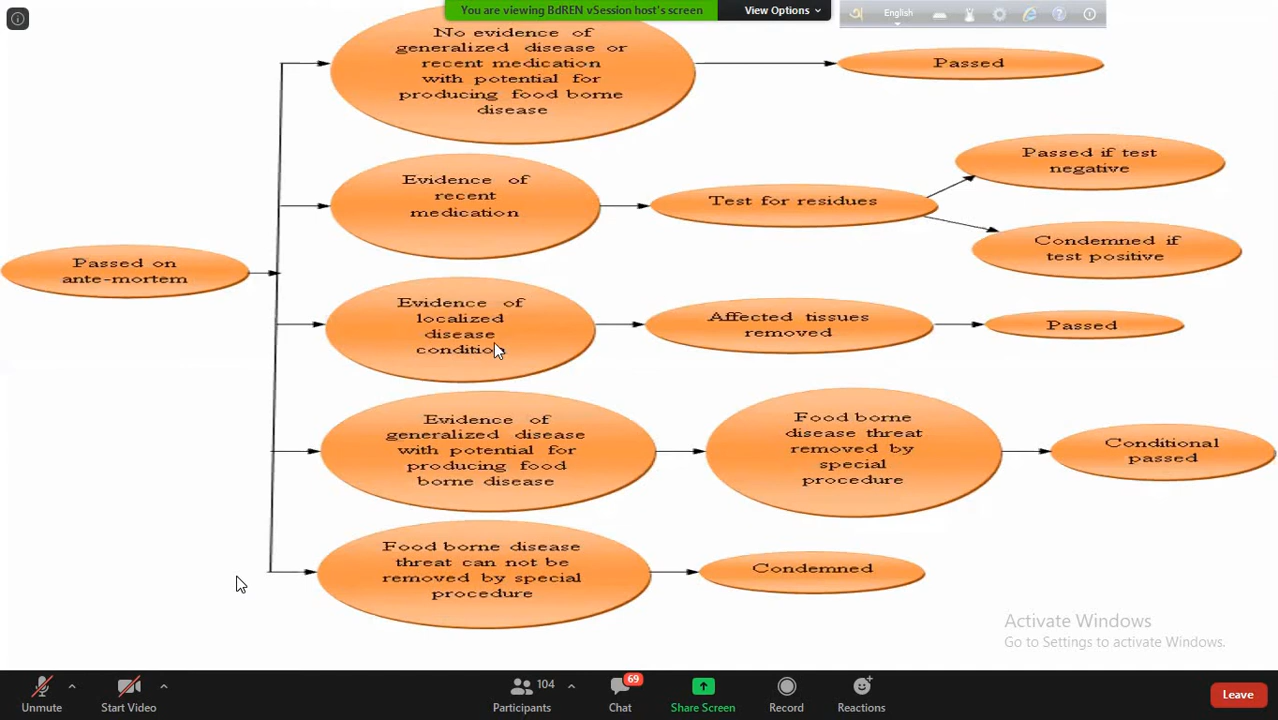 You are viewing BdREN vSession host's screen
View Options
English
No evidence of
generalized disease or
recent medication
with potential for
producing food borne
disease
Passed
Evidence of
recent
medication
Test for residues
Passed if test
negative
Condemned if
test positive
Passed on
ante-mortem
Evidence of
localized
disease
condition
Affected tissues
removed
Passed
Evidence of
generalized disease
with potential for
producing food
borne disease
Food borne
disease threat
removed by
special
procedure
Conditional
passed
Food borne disease
threat can not be
removed by special
procedure
Condemned
Activate Windows
Go to Settings to activate Windows.
Unmute
Start Video
104
Participants
69
Chat
Share Screen
Record
Reactions
Leave